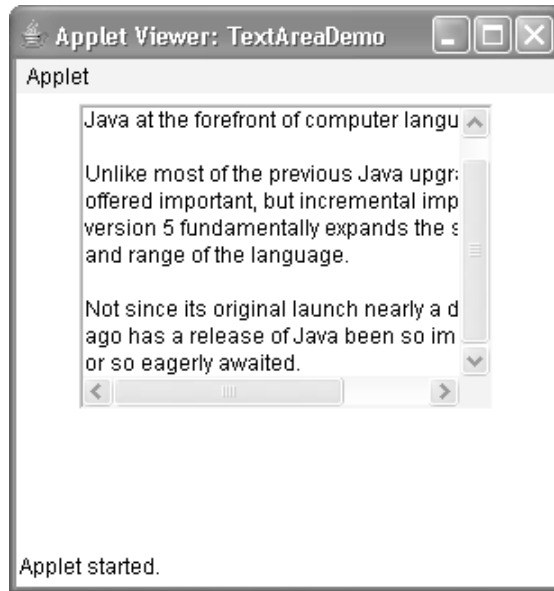 Applet Viewer: TextAreaDemo
Applet
Java at the forefront of computer langu
Unlike most of the previous Java upgr
offered important, but incremental imp
version 5 fundamentally expands the s
and range of the language.
Not since its original launch nearly a d
ago has a release of Java been so im
or so eagerly awaited.
Applet started.